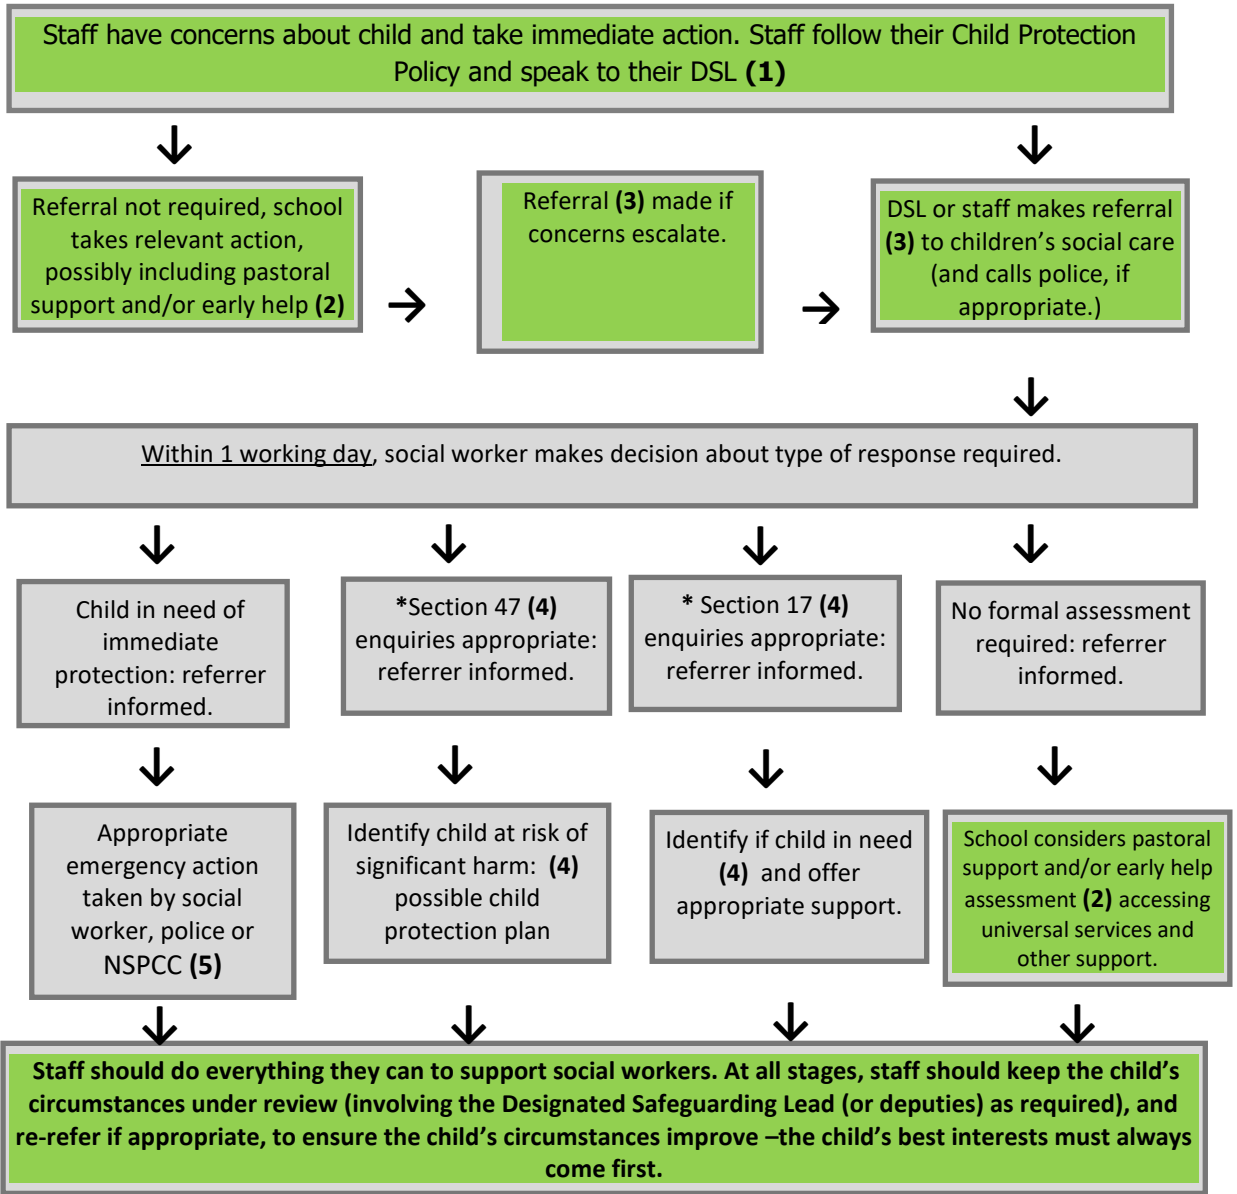 Staff have concerns about child and take immediate action. Staff follow their Child Protection
Policy and speak to their DSL (1)
Referral not required, school
takes relevant action,
possibly including pastoral
support and/or early help (2)
Referral (3) made if
concerns escalate.
DSL or staff makes referral
(3) to children’s social care
(and calls police, if
appropriate.)
Within 1 working day, social worker makes decision about type of response required.
Child in need of
immediate
protection: referrer
informed.
*Section 47 (4)
enquiries appropriate:
referrer informed.
* Section 17 (4)
enquiries appropriate:
referrer informed.
No formal assessment
required: referrer
informed.
Appropriate
emergency action
taken by social
worker, police or
NSPCC (5)
Identify child at risk of
significant harm: (4)
possible child
protection plan
Identify if child in need
(4) and offer
appropriate support.
School considers pastoral
support and/or early help
assessment (2) accessing
universal services and
other support.
Staff should do everything they can to support social workers. At all stages, staff should keep the child’s
circumstances under review (involving the Designated Safeguarding Lead (or deputies) as required), and
re-refer if appropriate, to ensure the child’s circumstances improve –the child’s best interests must always
come first.